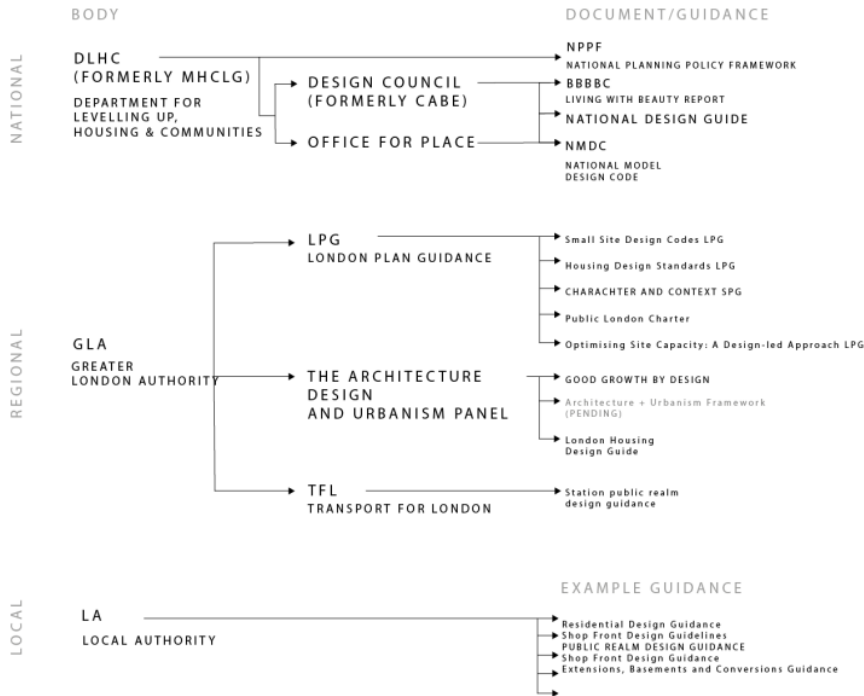 BODY
DOCUMENT/GUIDANCE
NATIONAL
DLHC
(FORMERLY MHCLG)
DEPARTMENT FOR
LEVELLING UP,
HOUSING & COMMUNITIES
DESIGN COUNCIL
(FORMERLY CABE)
OFFICE FOR PLACE
NPPF
NATIONAL PLANNING POLICY FRAMEWORK
BBBBC
LIVING WITH BEAUTY REPORT
NATIONAL DESIGN GUIDE
NMDC
NATIONAL MODEL
DESIGN CODE
REGIONAL
GLA
GREATER
LONDON AUTHORITY
LPG
LONDON PLAN GUIDANCE
Small Site Design Codes LPG
Housing Design Standards LPG
CHARACHTER AND CONTEXT SPG
Public London Charter
Optimising Site Capacity: A Design-led Approach LPG
THE ARCHITECTURE
DESIGN
AND URBANISM PANEL
GOOD GROWTH BY DESIGN
Architecture + Urbanism Framework
(PENDING)
London Housing
Design Guide
TFL
TRANSPORT FOR LONDON
Station public realm
design guidance
LOCAL
EXAMPLE GUIDANCE
LA
LOCAL AUTHORITY
Residential Design Guidance
Shop Front Design Guidelines
PUBLIC REALM DESIGN GUIDANCE
Shop Front Design Guidance
Extensions, Basements and Conversions Guidance